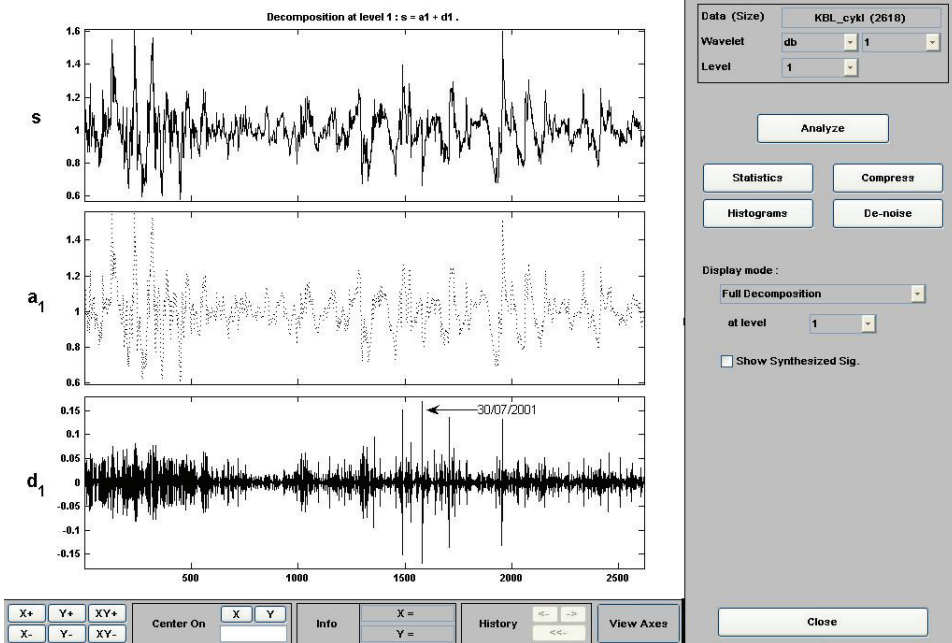 Decomposition at level 1 : s = a1 + d1 .
1.6
1.4
1.2
1
0.8
0.6
s
1.4
1.2
1
0.8
0.6
a1
0.15
0.1
0.05
0
-0.05
-0.1
-0.15
d1
30/07/2001
500 1000 1500 2000 2500
Data (Size) KBL_cykl (2618)
Wavelet db 1
Level 1
Analyze
Statistics Compress
Histograms De-noise
Display mode :
Full Decomposition
at level 1
Show Synthesized Sig.
X+ Y+ XY+
X- Y- XY-
Center On X Y
Info X =
Y =
History <- ->
<<-
View Axes
Close